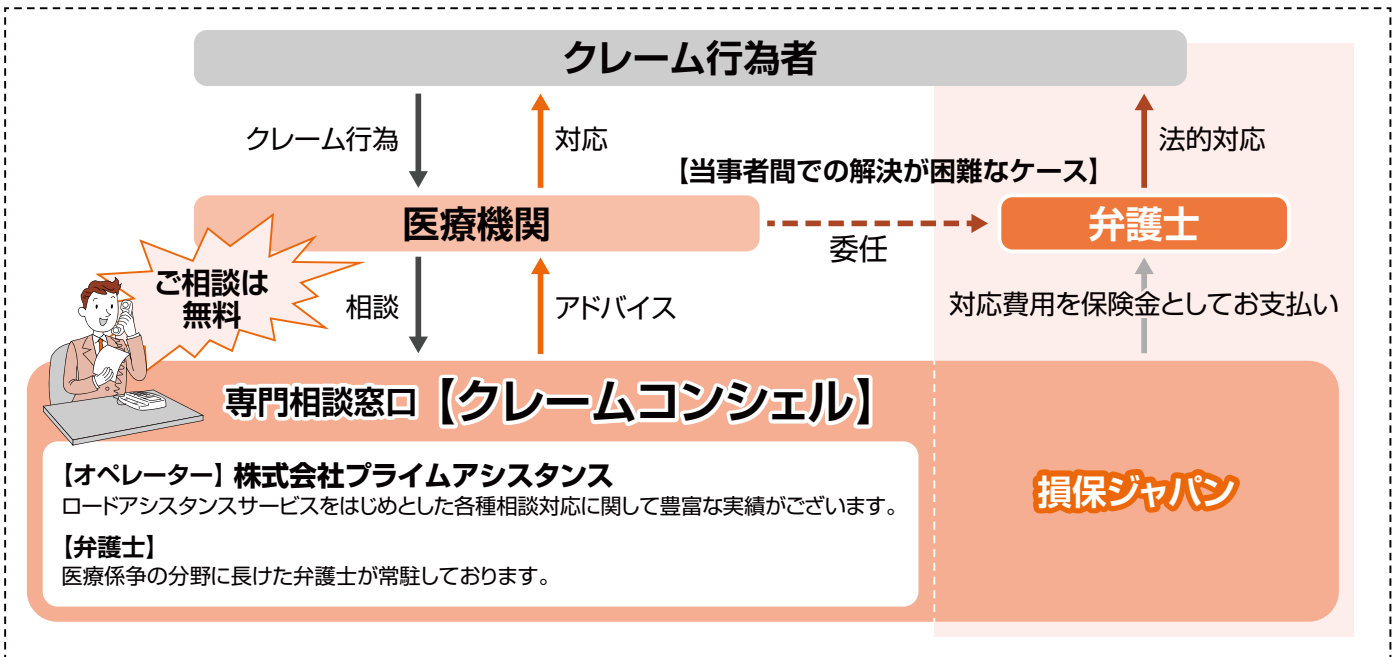 クレーム行為者
クレーム行為
対応
法的対応
【当事者間での解決が困難なケース】
医療機関
委任
弁護士
ご相談は
無料
相談
アドバイス
対応費用を保険金としてお支払い
専門相談窓口【クレームコンシェル】
【オペレーター】株式会社プライムアシスタンス
ロードアシスタンスサービスをはじめとした各種相談対応に関して豊富な実績がございます。
【弁護士】
医療係争の分野に長けた弁護士が常駐しております。
損保ジャパン